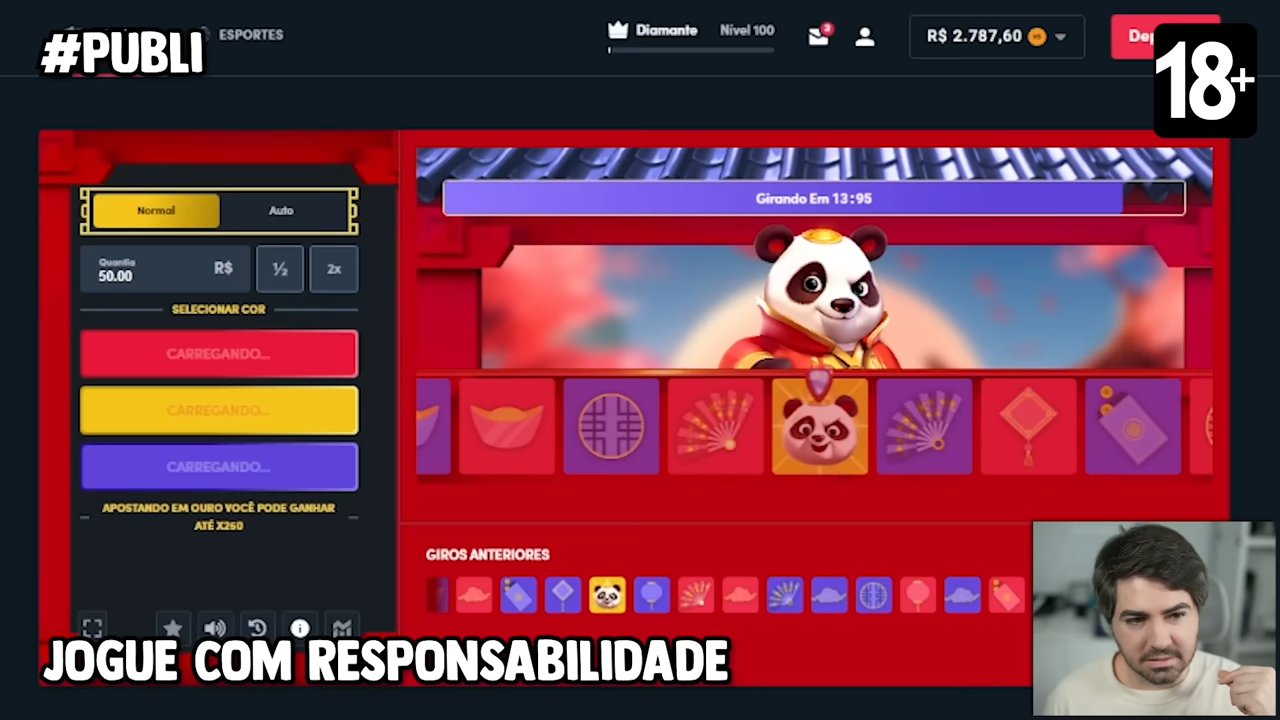 #PUBLI
ESPORTES
Diamante
Nível 100
3
R$ 2.787,60
R$
Dep
18+
Normal
Auto
Girando Em 13:95
Quantia
50.00
R$
½
2x
SELECIONAR COR
CARREGANDO...
CARREGANDO...
CARREGANDO...
APOSTANDO EM OURO VOCÊ PODE GANHAR
ATÉ X250
GIROS ANTERIORES
JOGUE COM RESPONSABILIDADE